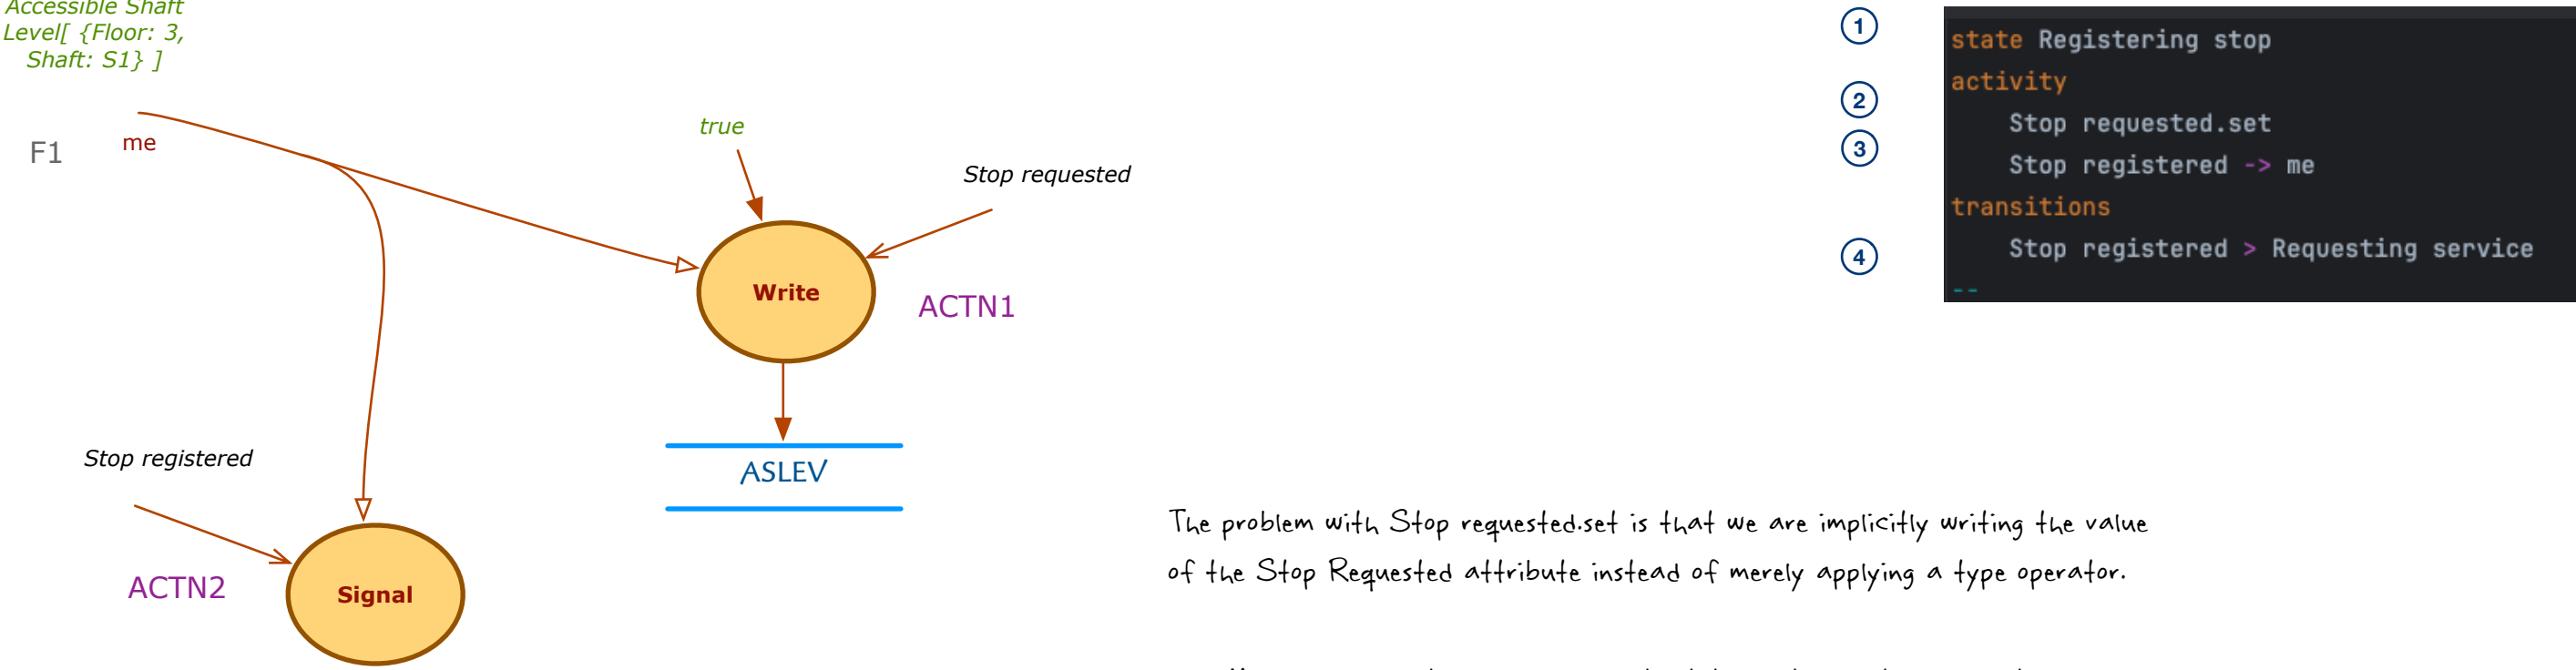 Accessible Shaft
Level[ {Floor: 3,
Shaft: S1} ]
F1
me
true
Stop requested
Write
ACTN1
ASLEV
Stop registered
ACTN2
Signal
1
2
3
4
state Registering stop
activity
Stop requested.set
Stop registered -> me
transitions
Stop registered > Requesting service
--
The problem with Stop requested.set is that we are implicitly writing the value
of the Stop Requested attribute instead of merely applying a type operator.